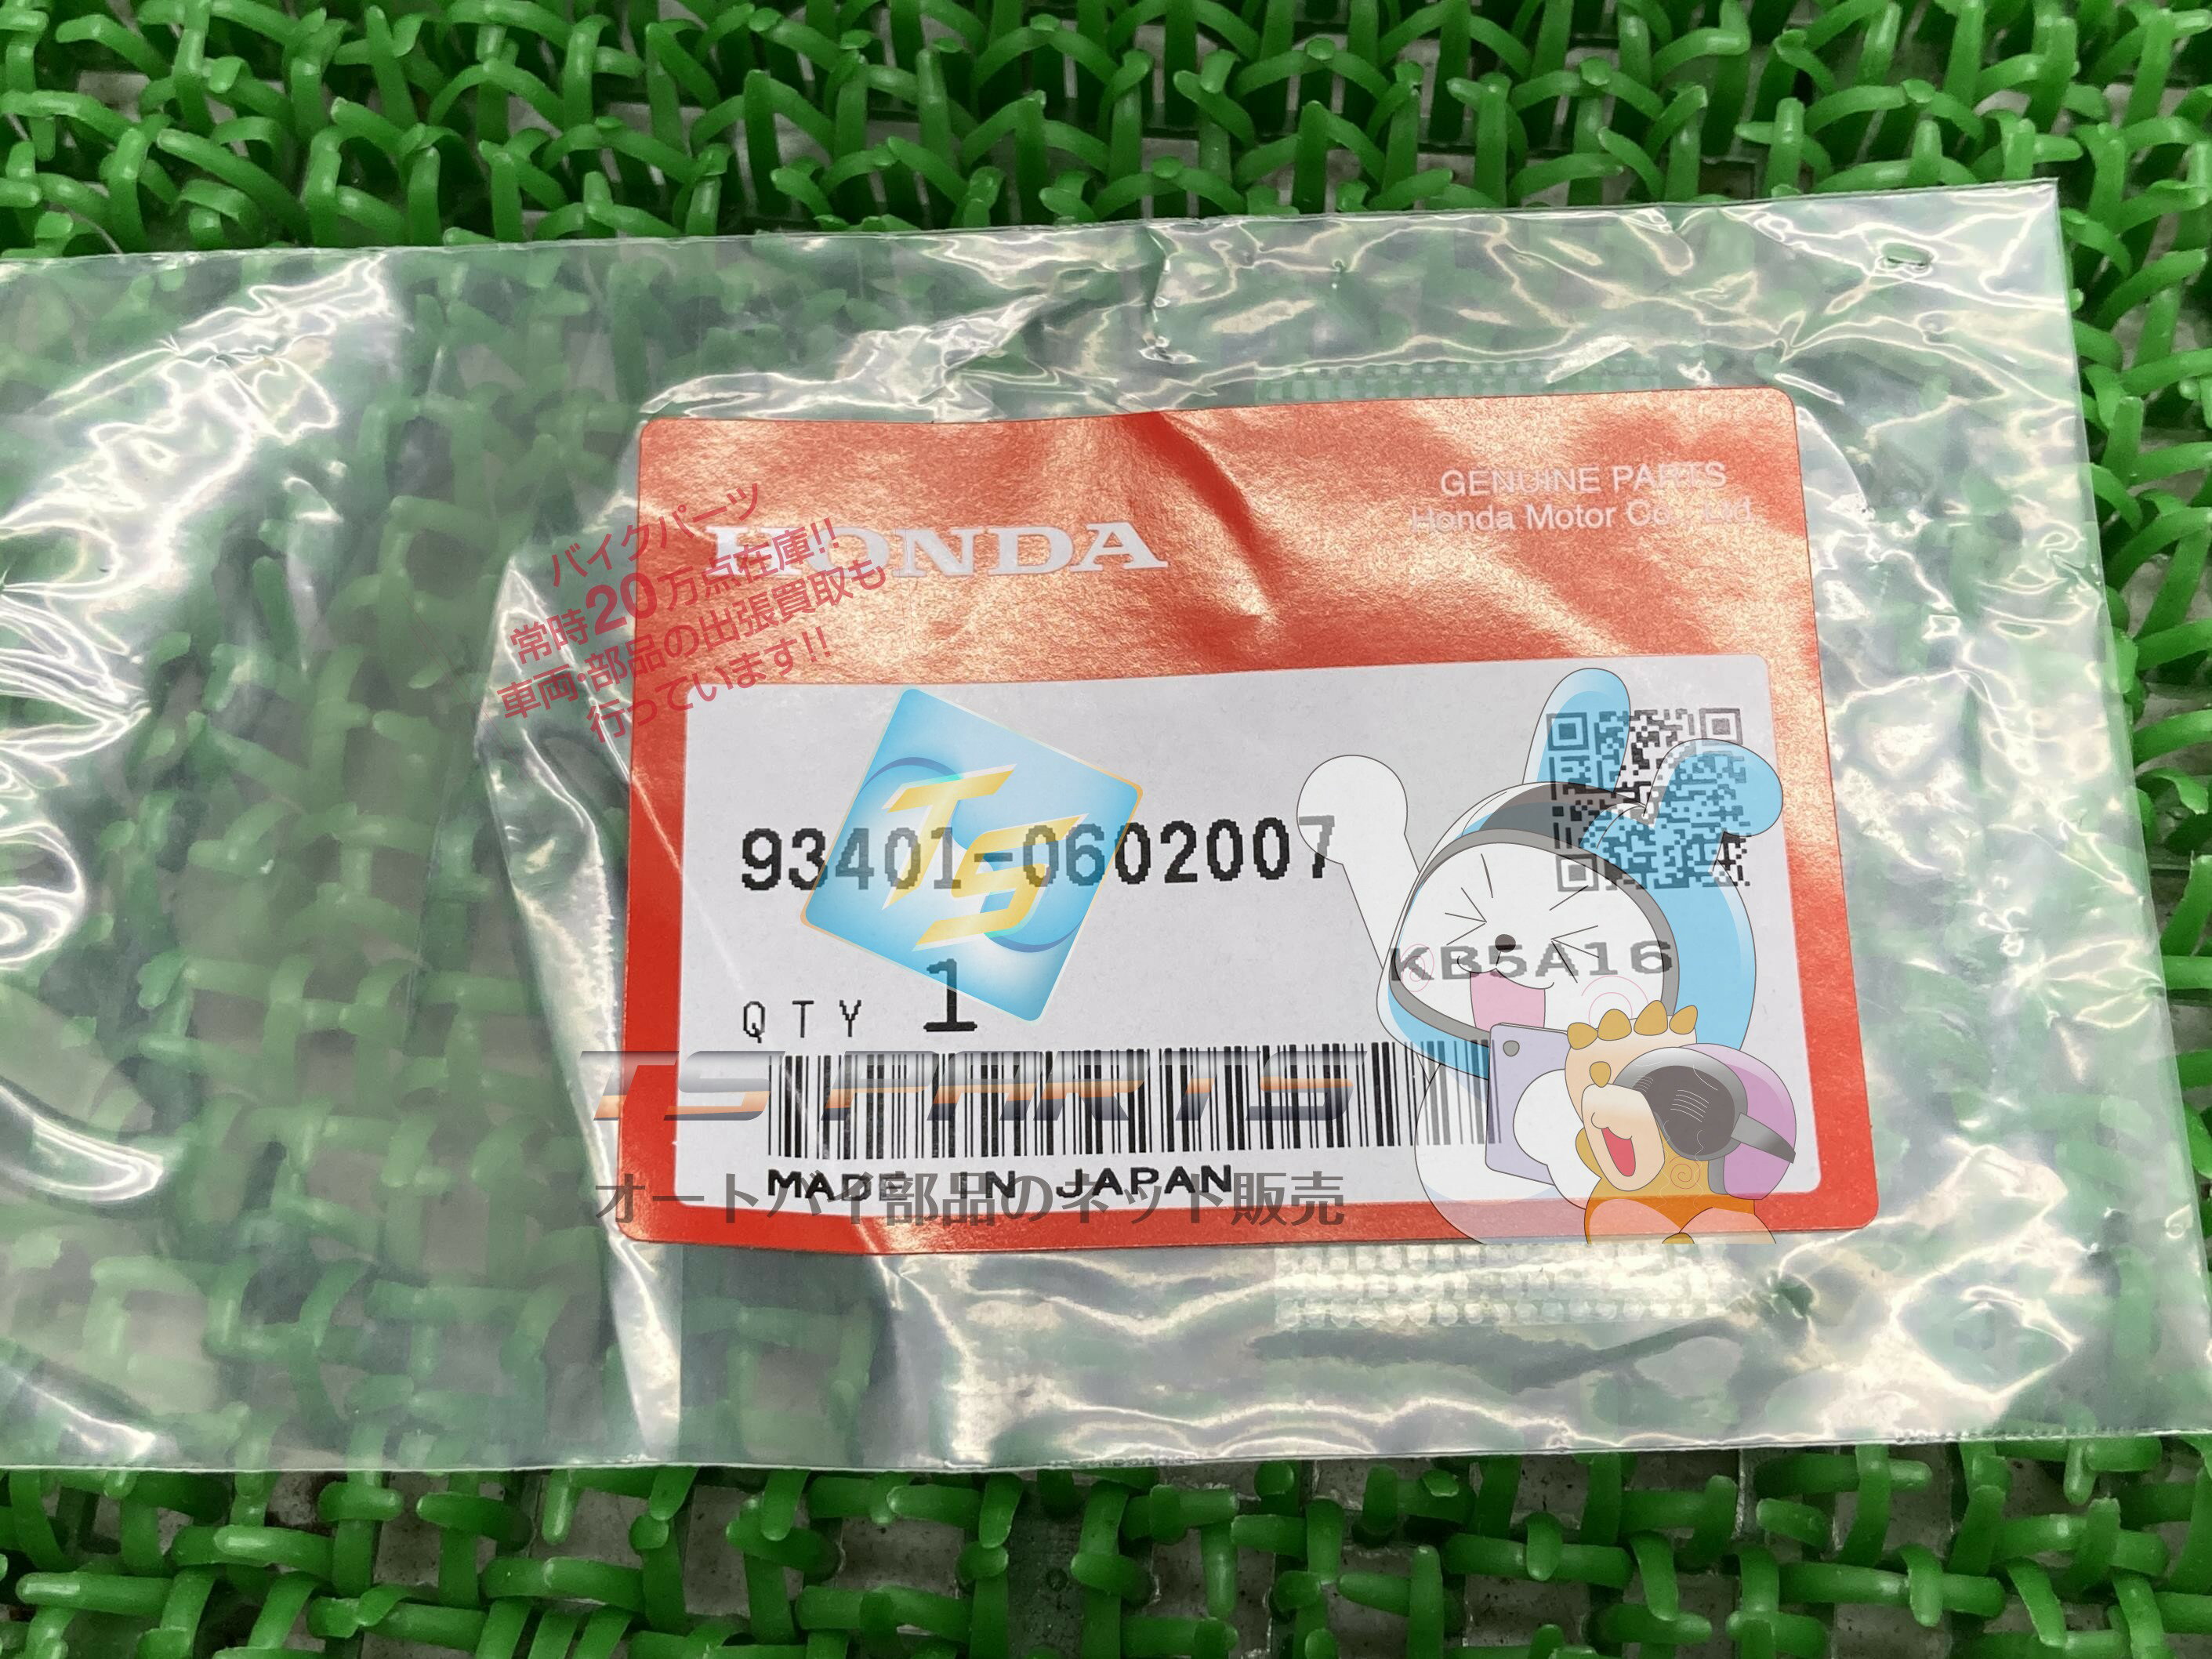 GENUINE PARTS
Honda Motor Co., Ltd.
HONDA
バイクパーツ
常時20万点在庫!!
車両・部品の出張買取も
行っています!!
TS
93401-0602007
KB5A16
QTY 1
TS PARTS
MADE IN JAPAN
オートバイ部品のネット販売